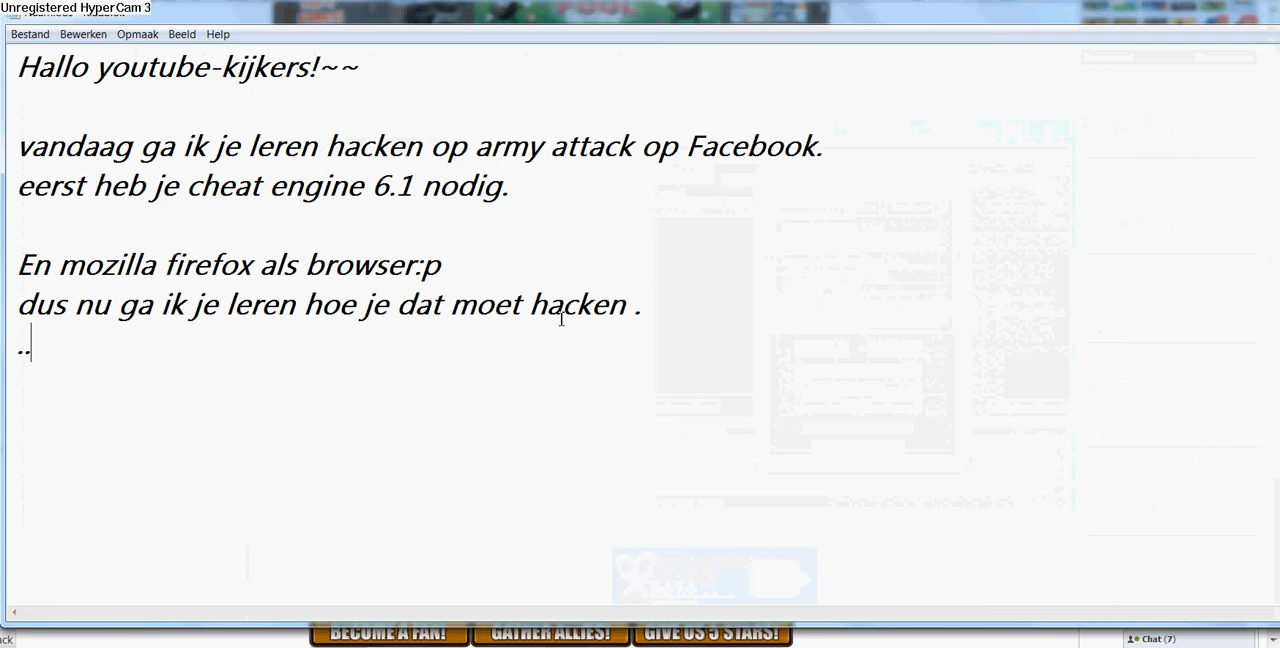 Unregistered HyperCam 3
Bestand Bewerken Opmaak Beeld Help
Hallo youtube-kijkers!~~
vandaag ga ik je leren hacken op army attack op Facebook.
eerst heb je cheat engine 6.1 nodig.
En mozilla firefox als browser:p
dus nu ga ik je leren hoe je dat moet hacken .
..
BECOME A FAN! GATHER ALLIES! GIVE US 5 STARS!
Chat (7)